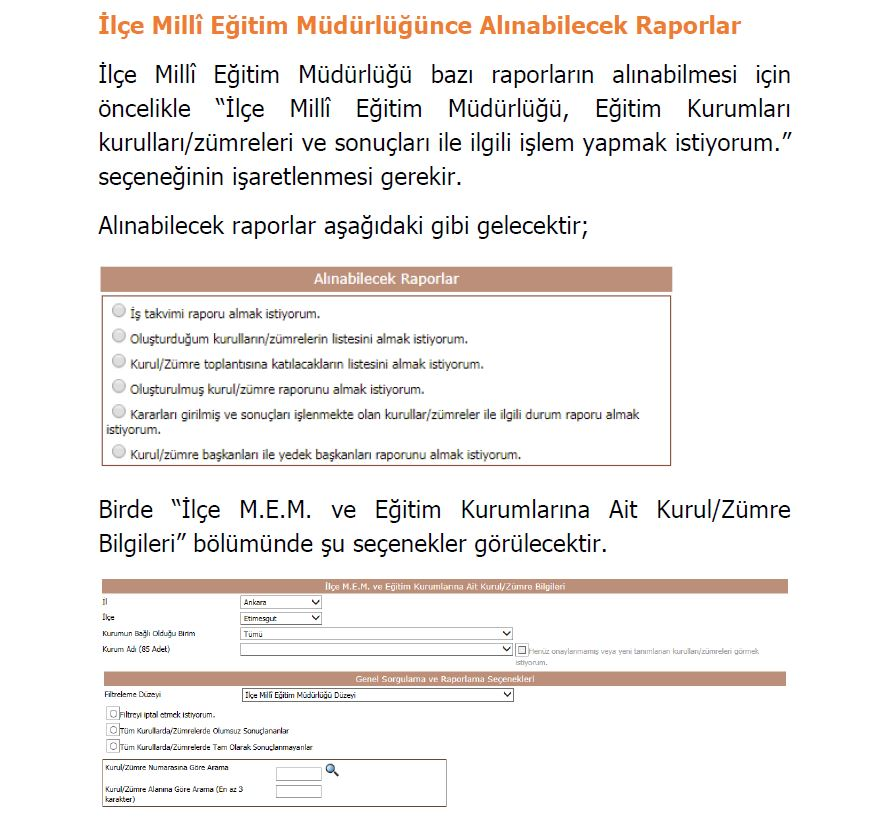 İlçe Millî Eğitim Müdürlüğünce Alınabilecek Raporlar
İlçe Millî Eğitim Müdürlüğü bazı raporların alınabilmesi için
öncelikle “İlçe Millî Eğitim Müdürlüğü, Eğitim Kurumları
kurulları/zümreleri ve sonuçları ile ilgili işlem yapmak istiyorum.”
seçeneğinin işaretlenmesi gerekir.
Alınabilecek raporlar aşağıdaki gibi gelecektir;
Alınabilecek Raporlar
İş takvimi raporu almak istiyorum.
Oluşturduğum kurulların/zümrelerin listesini almak istiyorum.
Kurul/Zümre toplantısına katılacakların listesini almak istiyorum.
Oluşturulmuş kurul/zümre raporunu almak istiyorum.
Kararları girilmiş ve sonuçları işlenmekte olan kurullar/zümreler ile ilgili durum raporu almak
istiyorum.
Kurul/zümre başkanları ile yedek başkanları raporunu almak istiyorum.
Birde “İlçe M.E.M. ve Eğitim Kurumlarına Ait Kurul/Zümre
Bilgileri” bölümünde şu seçenekler görülecektir.
İlçe M.E.M. ve Eğitim Kurumlarına Ait Kurul/Zümre Bilgileri
İl Ankara
İlçe Etimesgut
Kurumun Bağlı Olduğu Birim Tümü
Kurum Adı (85 Adet) Henüz onaylanmamış veya yeni tanımlanan kurulları/zümreleri görmek
istiyorum.
Genel Sorgulama ve Raporlama Seçenekleri
Filtreleme Düzeyi İlçe Millî Eğitim Müdürlüğü Düzeyi
Filtreyi iptal etmek istiyorum.
Tüm Kurullarda/Zümrelerde Olumsuz Sonuçlananlar
Tüm Kurullarda/Zümrelerde Tam Olarak Sonuçlanmayanlar
Kurul/Zümre Numarasına Göre Arama
Kurul/Zümre Alanına Göre Arama (En az 3
karakter)